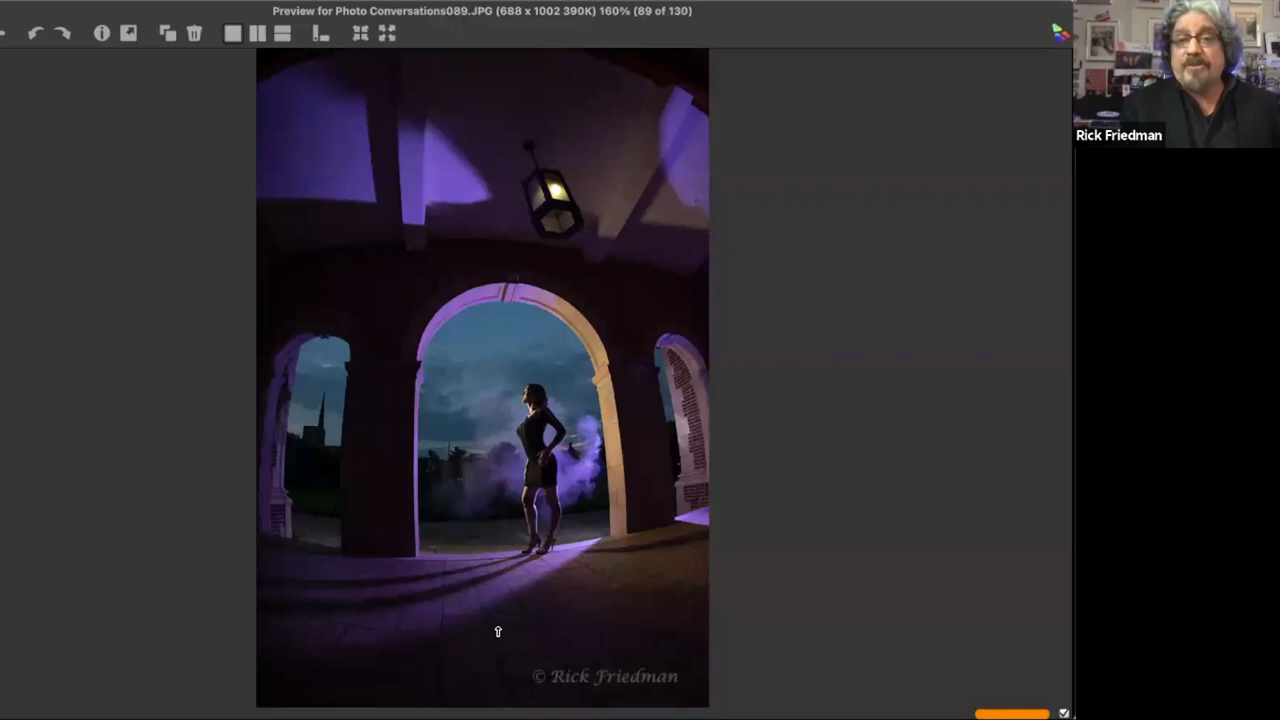 Preview for Photo Conversations089.JPG (688 x 1002 390K) 160% (89 of 130)
Rick Friedman
© Rick Friedman